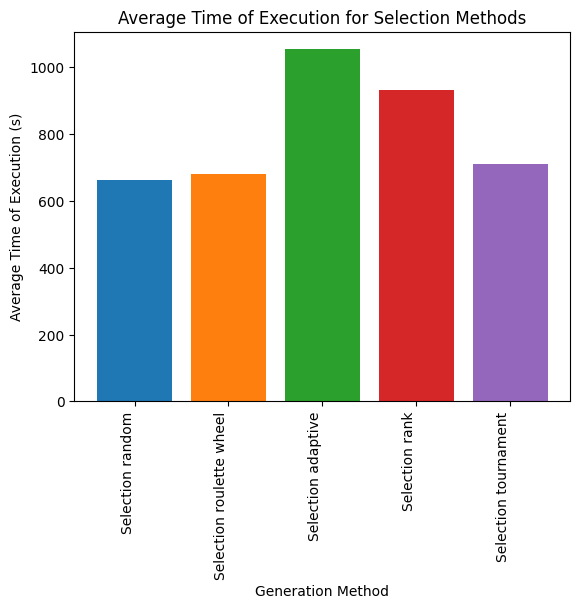 Average Time of Execution for Selection Methods
Average Time of Execution (s)
1000
800
600
400
200
0
Selection random
Selection roulette wheel
Selection adaptive
Selection rank
Selection tournament
Generation Method